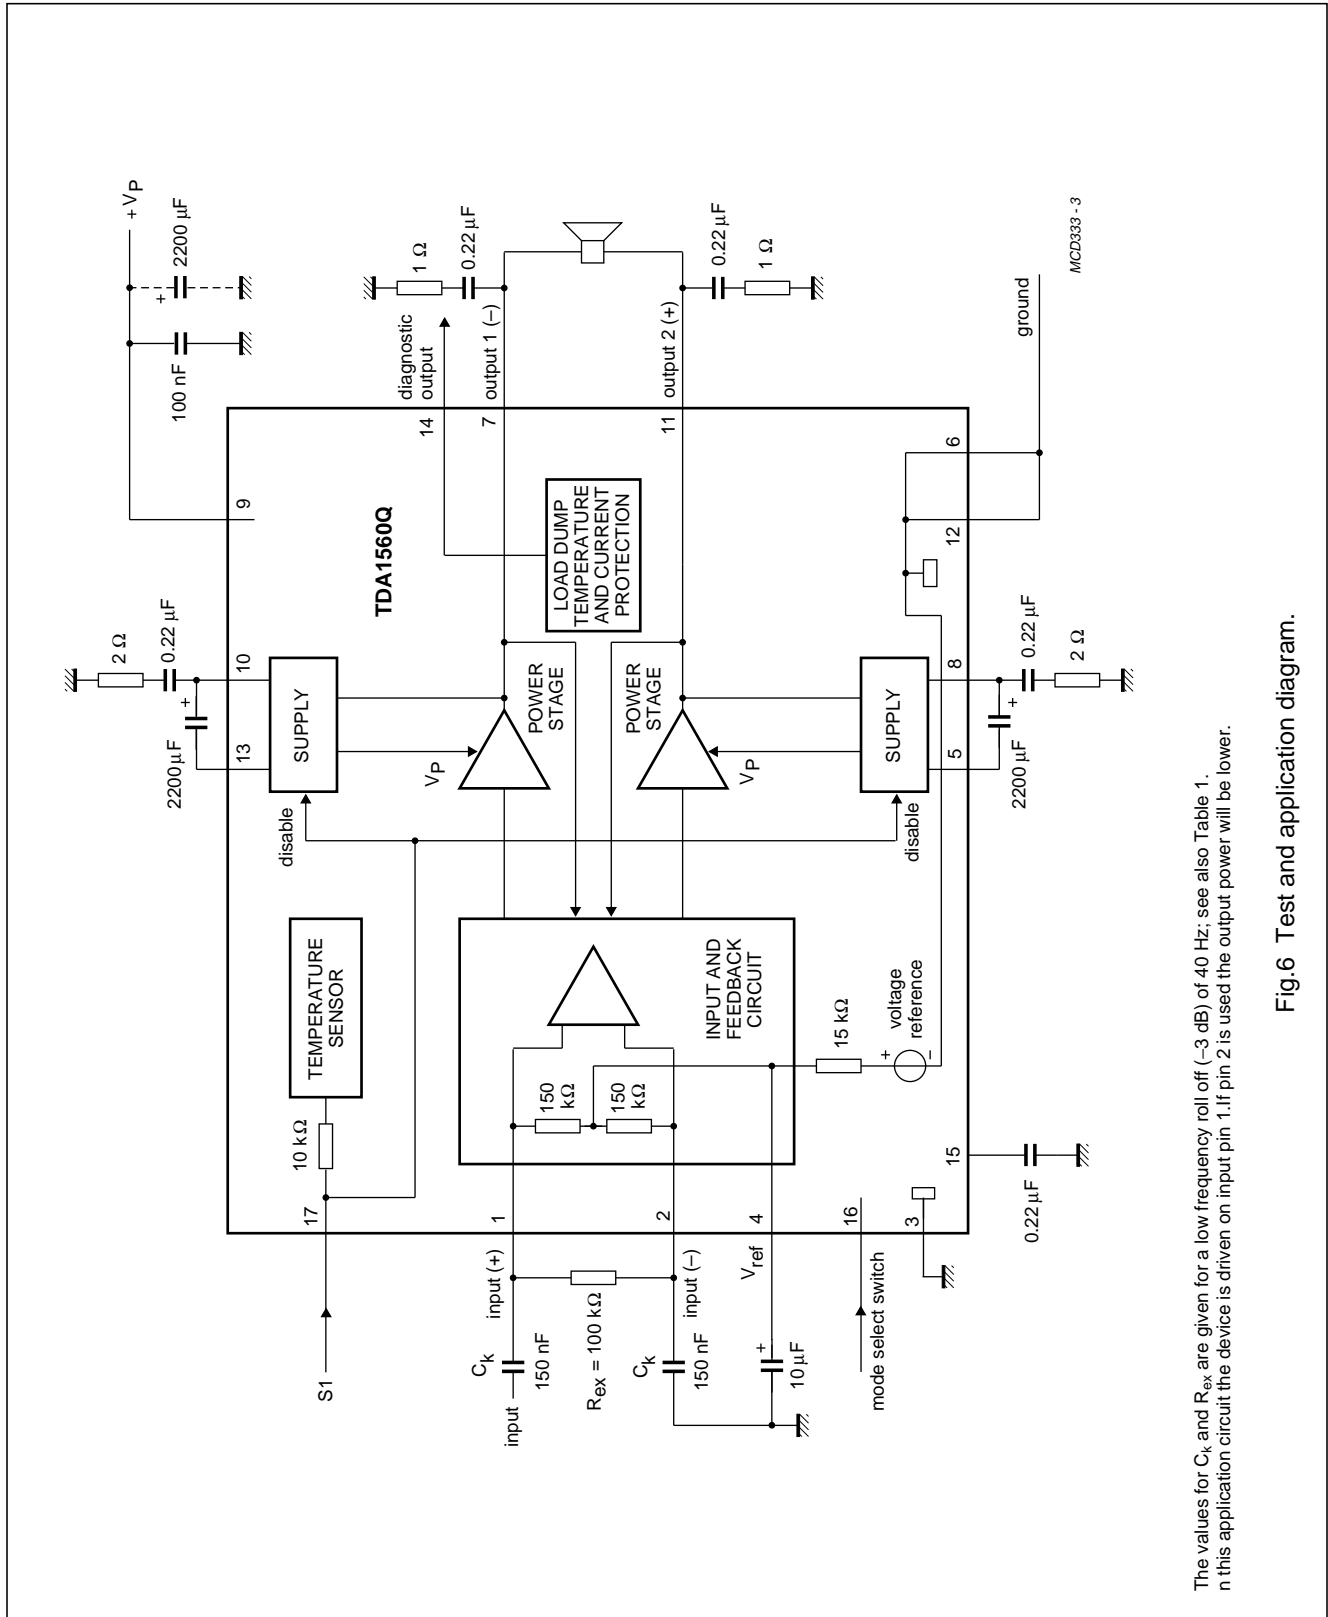 + VP
100 nF
2200 µF
+
9
TDA1560Q
2 Ω
0.22 µF
2200 µF
+
13
10
SUPPLY
disable
VP
POWER
STAGE
diagnostic
output
14
1 Ω
0.22 µF
7
output 1 (–)
LOAD DUMP
TEMPERATURE
AND CURRENT
PROTECTION
11
output 2 (+)
0.22 µF
1 Ω
POWER
STAGE
VP
SUPPLY
disable
5
8
2200 µF
+
0.22 µF
2 Ω
12
6
ground
MCD333 - 3
TEMPERATURE
SENSOR
10 kΩ
17
S1
INPUT AND
FEEDBACK
CIRCUIT
150
kΩ
150
kΩ
15 kΩ
+
voltage
reference
–
input
Ck
150 nF
input (+)
1
Rex = 100 kΩ
Ck
150 nF
input (–)
2
Vref
4
+
10 µF
mode select switch
16
3
15
0.22 µF
The values for Ck and Rex are given for a low frequency roll off (−3 dB) of 40 Hz; see also Table 1.
n this application circuit the device is driven on input pin 1.If pin 2 is used the output power will be lower.
Fig.6 Test and application diagram.